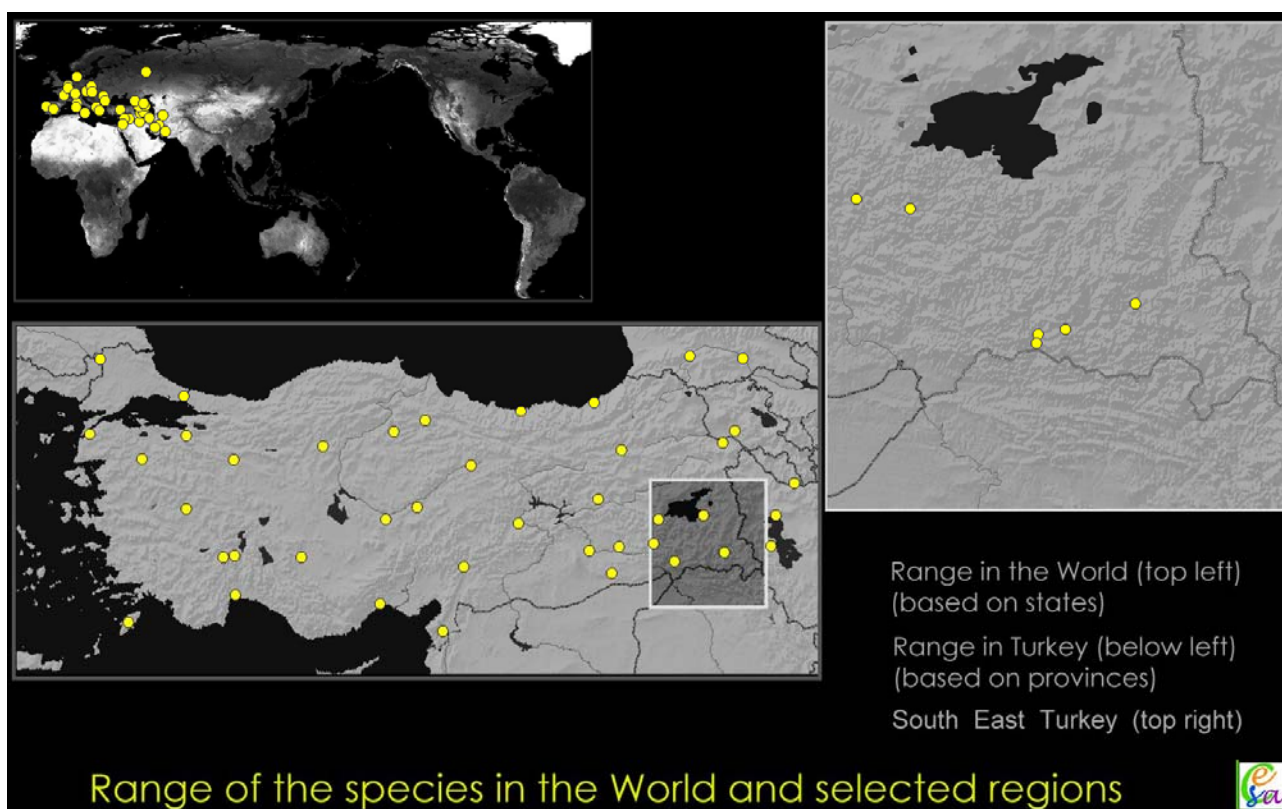 Range in the World (top left)
(based on states)
Range in Turkey (below left)
(based on provinces)
South East Turkey (top right)
Range of the species in the World and selected regions